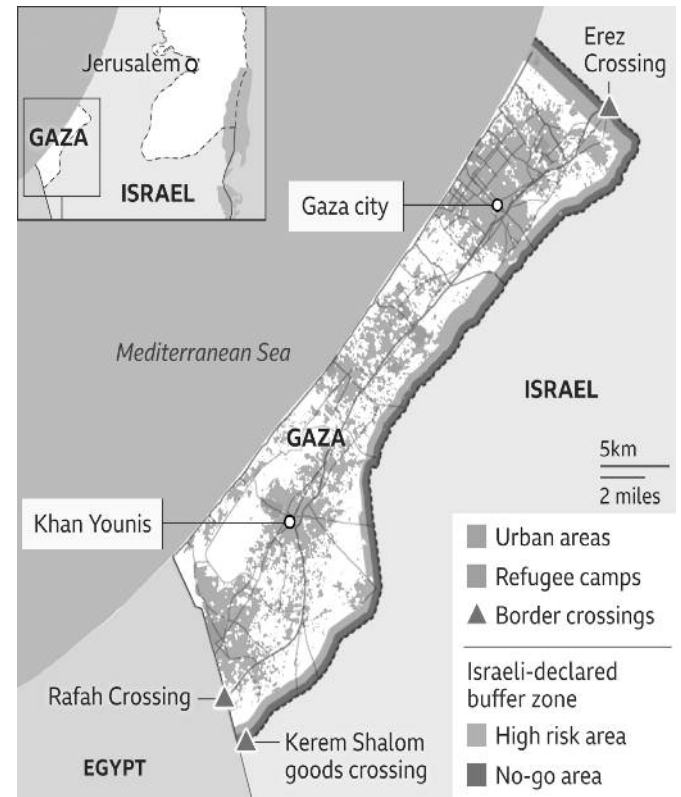 Jerusalem
GAZA
ISRAEL
Erez
Crossing
Gaza city
Mediterranean Sea
ISRAEL
GAZA
5km
2 miles
Khan Younis
Urban areas
Refugee camps
Border crossings
Israeli-declared
buffer zone
High risk area
No-go area
Rafah Crossing
Kerem Shalom
goods crossing
EGYPT